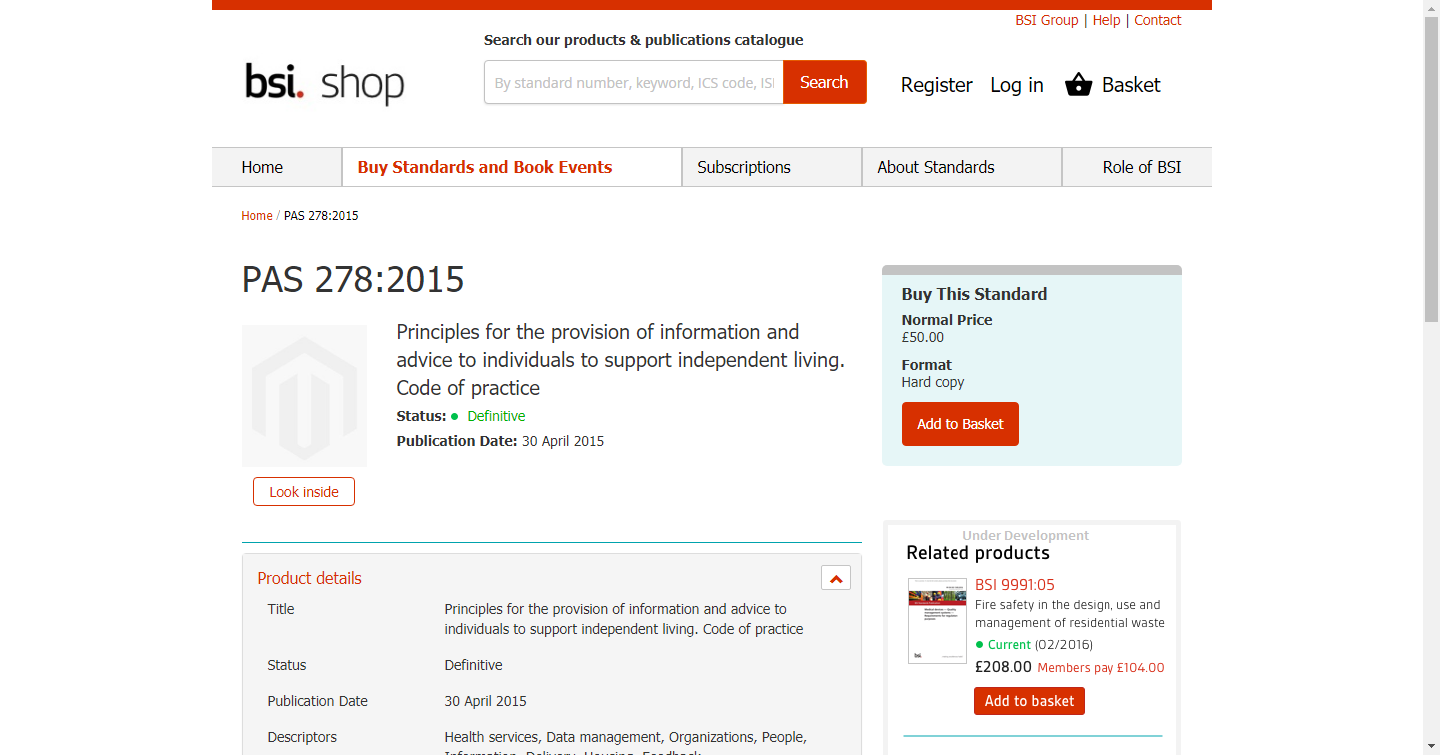 BSI Group | Help | Contact
Search our products & publications catalogue
bsi. shop
By standard number, keyword, ICS code, ISI
Search
Register
Log in
Basket
Home
Buy Standards and Book Events
Subscriptions
About Standards
Role of BSI
Home / PAS 278:2015
PAS 278:2015
Principles for the provision of information and
advice to individuals to support independent living.
Code of practice
Status: Definitive
Publication Date: 30 April 2015
Look inside
Buy This Standard
Normal Price
£50.00
Format
Hard copy
Add to Basket
Product details
Title
Principles for the provision of information and advice to
individuals to support independent living. Code of practice
Status
Definitive
Publication Date
30 April 2015
Descriptors
Health services, Data management, Organizations, People,
Information, Delivery, Housing, Feedback
Under Development
Related products
BSI 9991:05
Fire safety in the design, use and
management of residential waste
Current (02/2016)
£208.00 Members pay £104.00
Add to basket